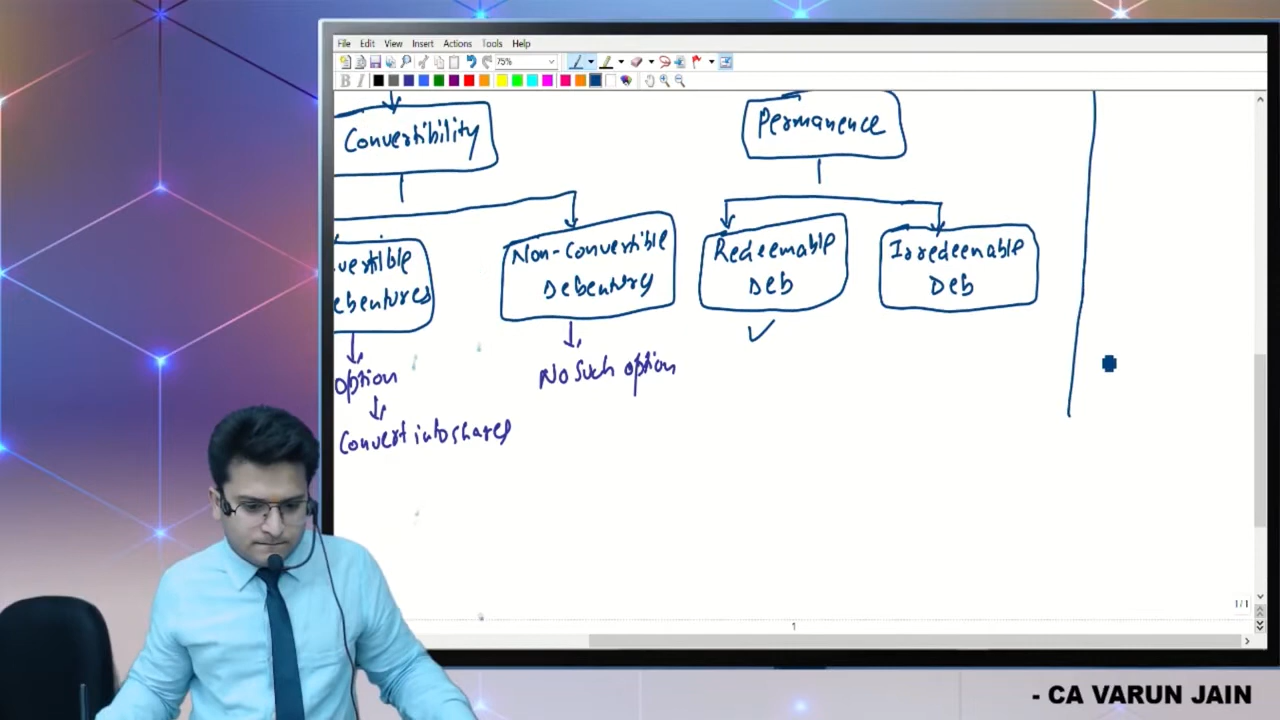 File Edit View Insert Actions Tools Help
75%
B I
Convertibility
Permanence
vertible
ebentures
Non-Convertible
Debentures
Redeemable
Deb
Irredeemable
Deb
option
Convert into shares
No Such option
1/1
1
- CA VARUN JAIN